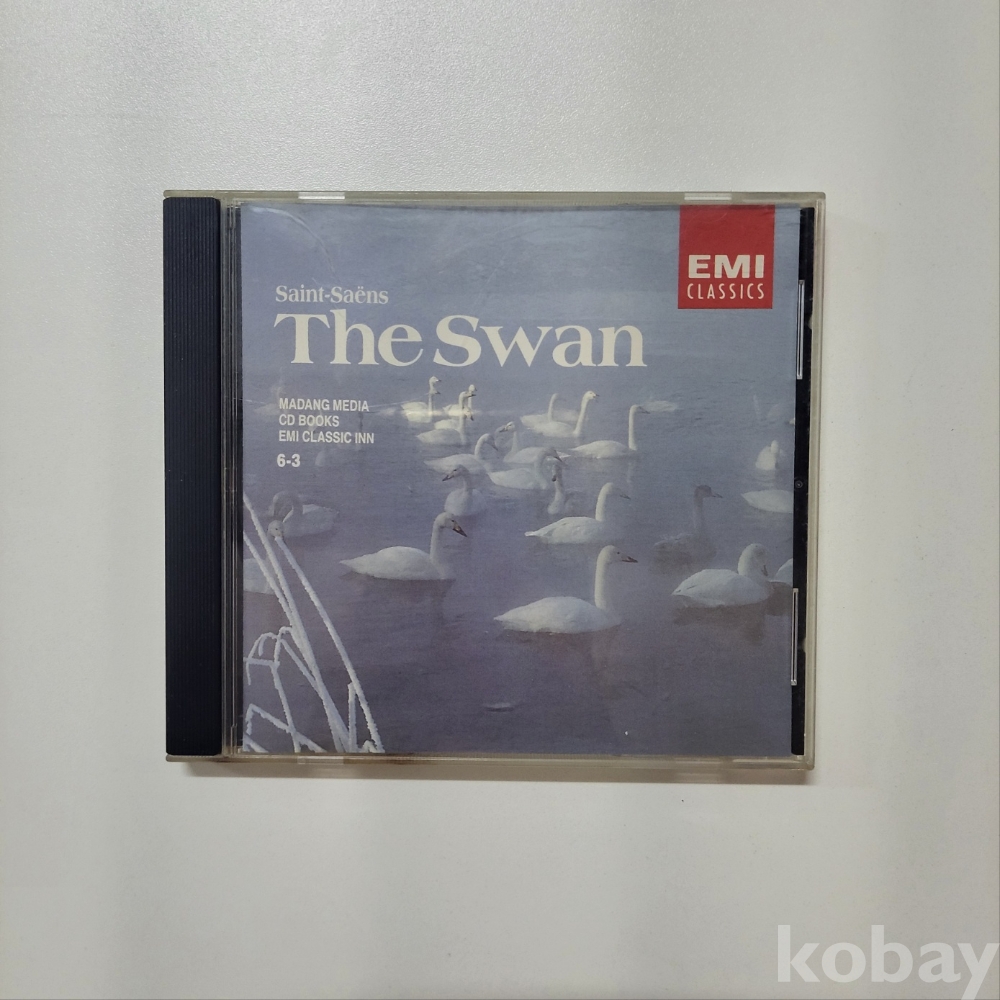 EMI
CLASSICS
Saint-Saëns
The Swan
MADANG MEDIA
CD BOOKS
EMI CLASSIC INN
6-3
kobay